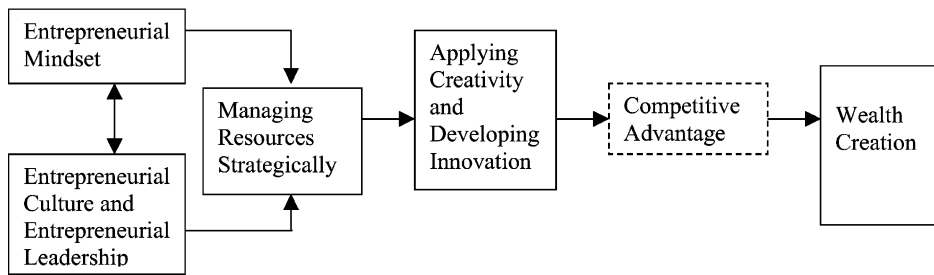 Entrepreneurial
Mindset
Entrepreneurial
Culture and
Entrepreneurial
Leadership
Managing
Resources
Strategically
Applying
Creativity
and
Developing
Innovation
Competitive
Advantage
Wealth
Creation